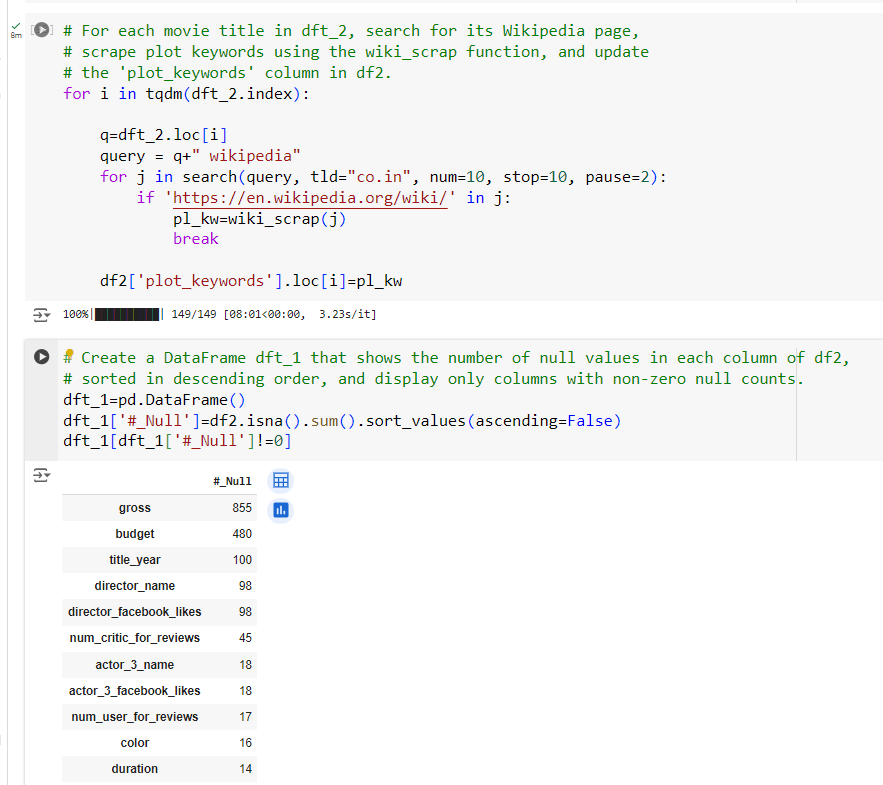 8m
# For each movie title in dft_2, search for its Wikipedia page,
# scrape plot keywords using the wiki_scrap function, and update
# the 'plot_keywords' column in df2.
for i in tqdm(dft_2.index):
    q=dft_2.loc[i]
    query = q+" wikipedia"
    for j in search(query, tld="co.in", num=10, stop=10, pause=2):
        if 'https://en.wikipedia.org/wiki/' in j:
            pl_kw=wiki_scrap(j)
            break
    df2['plot_keywords'].loc[i]=pl_kw
100%|██████████| 149/149 [08:01<00:00,  3.23s/it]
# Create a DataFrame dft_1 that shows the number of null values in each column of df2,
# sorted in descending order, and display only columns with non-zero null counts.
dft_1=pd.DataFrame()
dft_1['#_Null']=df2.isna().sum().sort_values(ascending=False)
dft_1[dft_1['#_Null']!=0]
#_Null
gross 855
budget 480
title_year 100
director_name 98
director_facebook_likes 98
num_critic_for_reviews 45
actor_3_name 18
actor_3_facebook_likes 18
num_user_for_reviews 17
color 16
duration 14